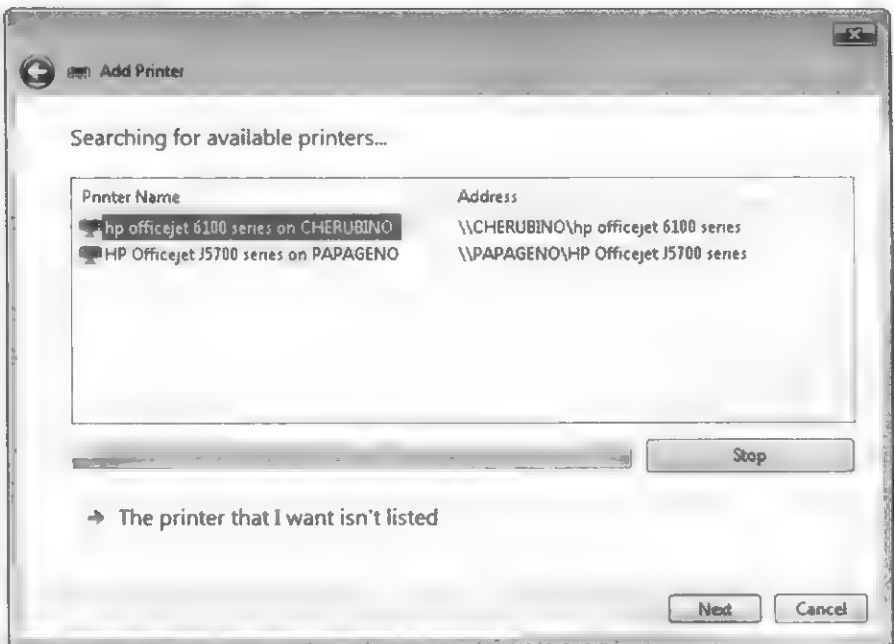 Add Printer
Searching for available printers...
Printer Name Address
hp officejet 6100 series on CHERUBINO \\CHERUBINO\hp officejet 6100 series
HP Officejet J5700 series on PAPAGENO \\PAPAGENO\HP Officejet J5700 series
Stop
The printer that I want isn't listed
Next Cancel